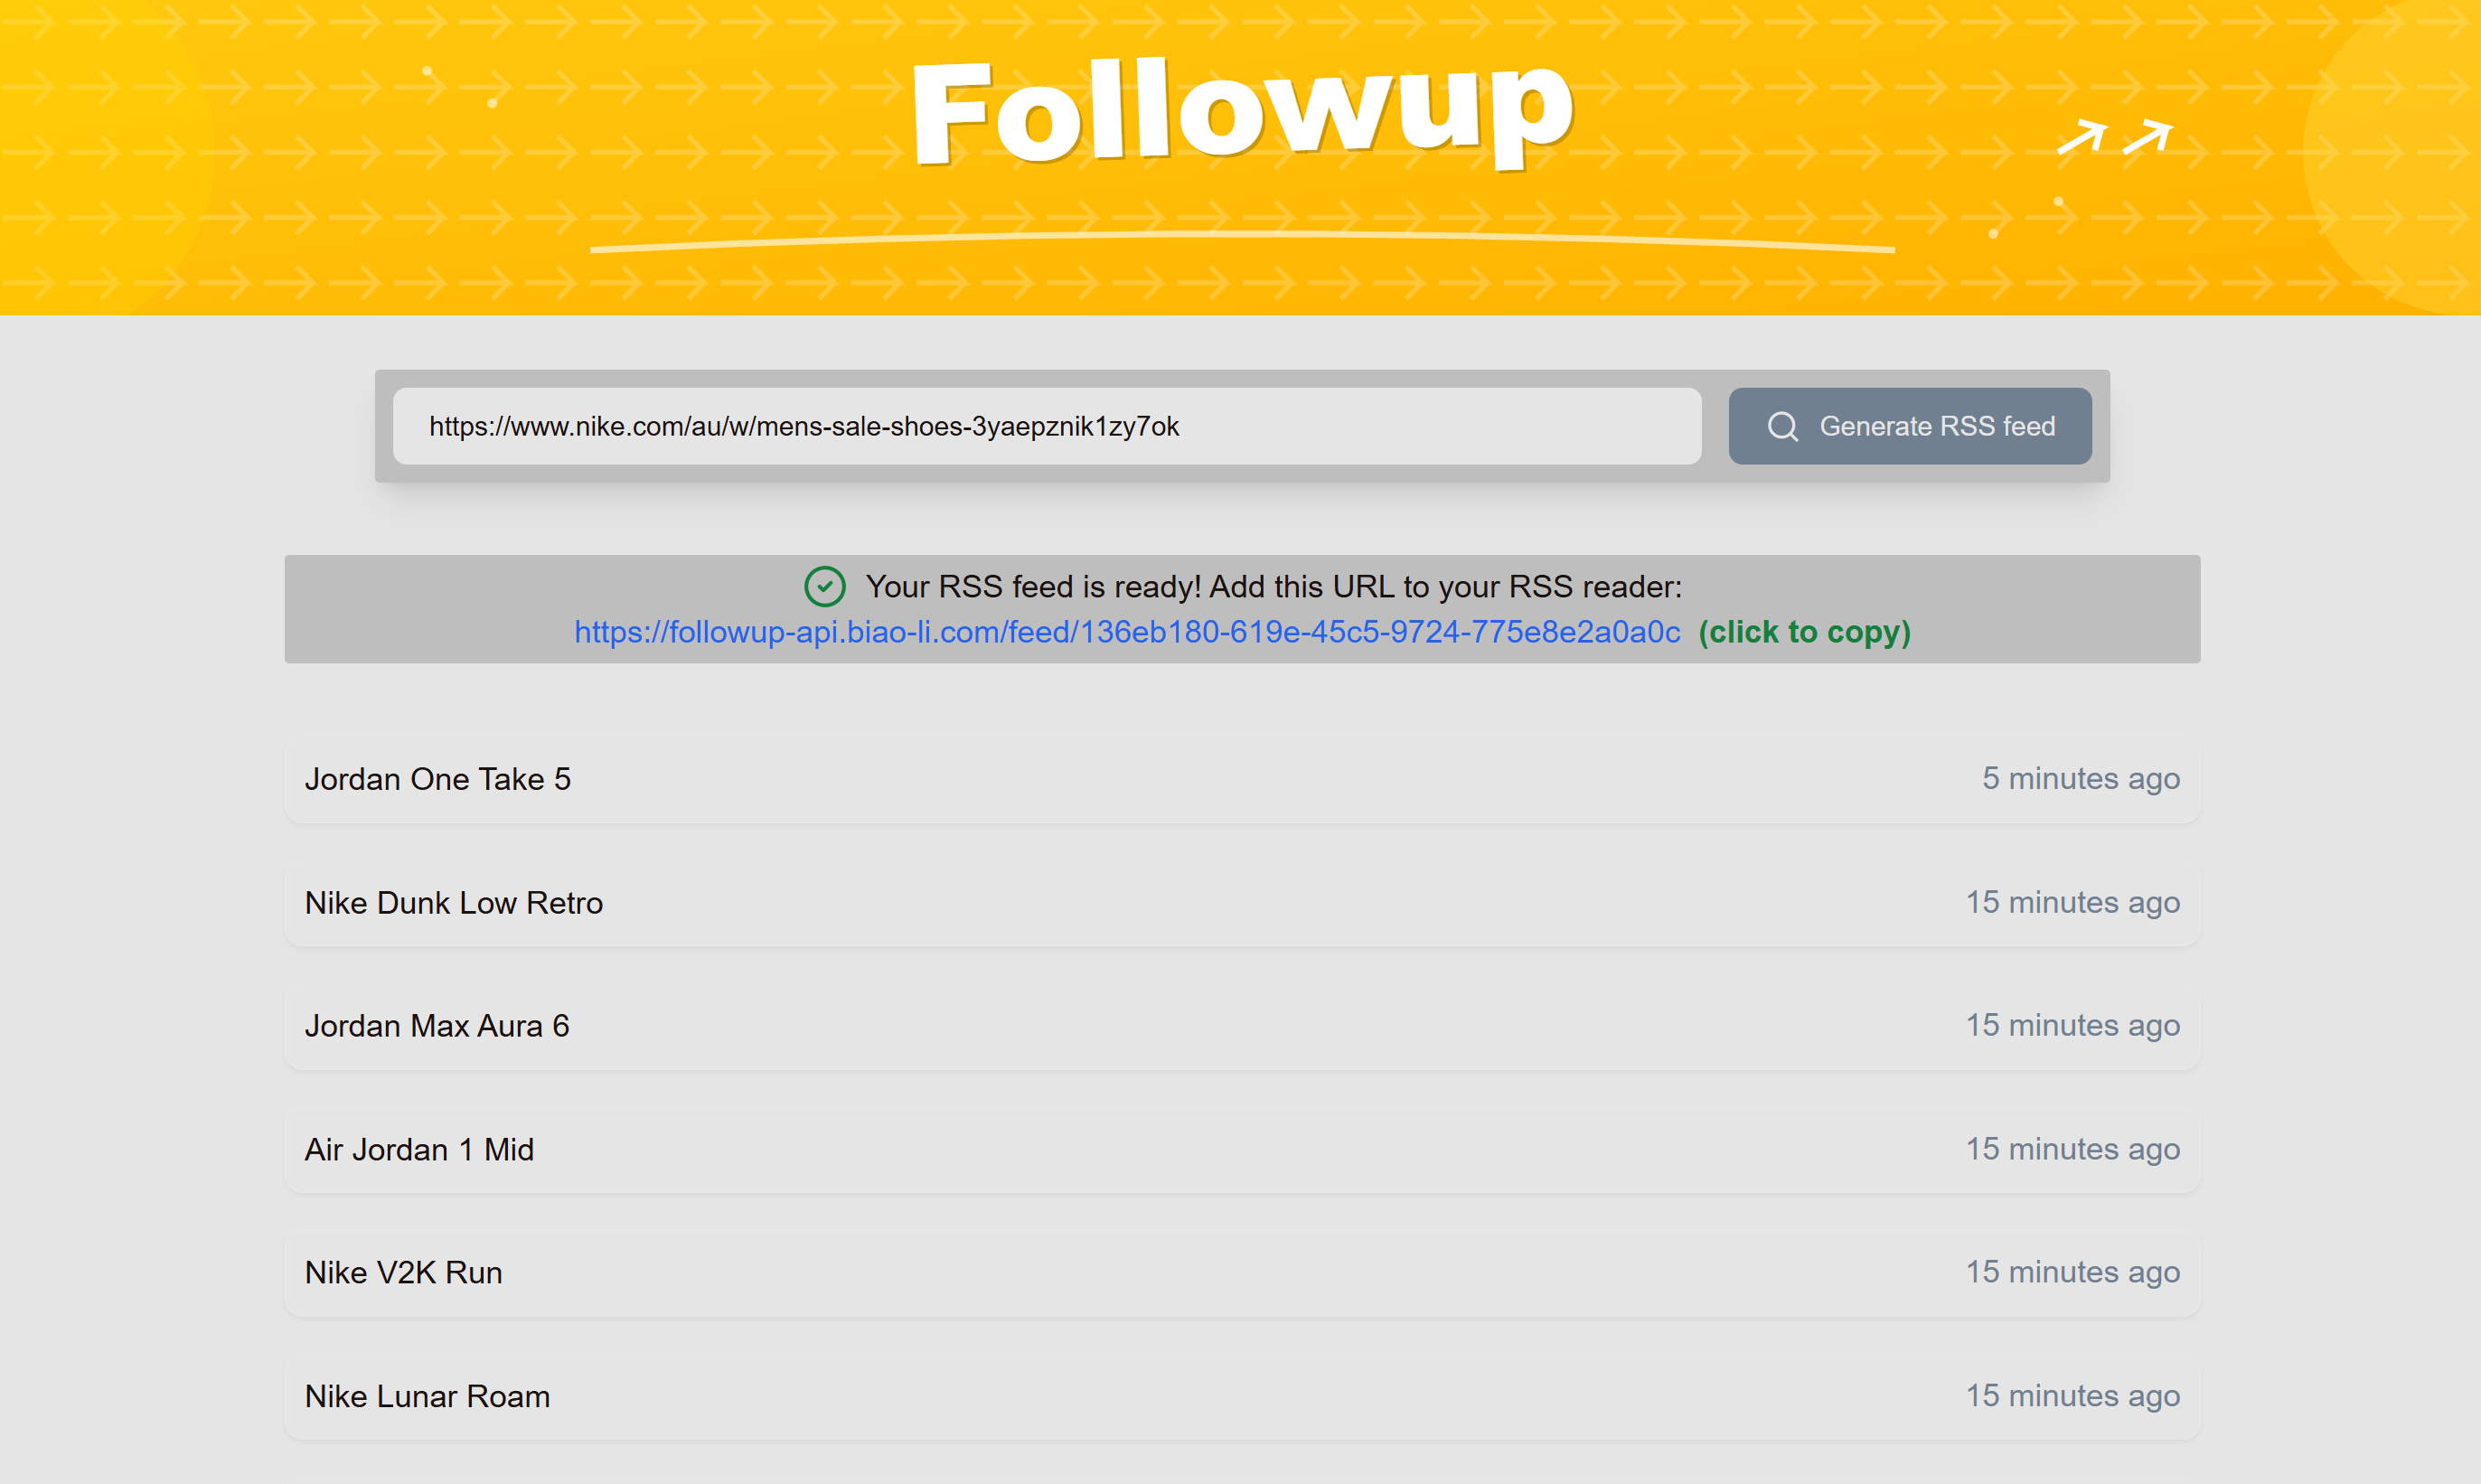 Followup
https://www.nike.com/au/w/mens-sale-shoes-3yaepznik1zy7ok
Generate RSS feed
Your RSS feed is ready! Add this URL to your RSS reader:
https://followup-api.biao-li.com/feed/136eb180-619e-45c5-9724-775e8e2a0a0c (click to copy)
Jordan One Take 5
5 minutes ago
Nike Dunk Low Retro
15 minutes ago
Jordan Max Aura 6
15 minutes ago
Air Jordan 1 Mid
15 minutes ago
Nike V2K Run
15 minutes ago
Nike Lunar Roam
15 minutes ago